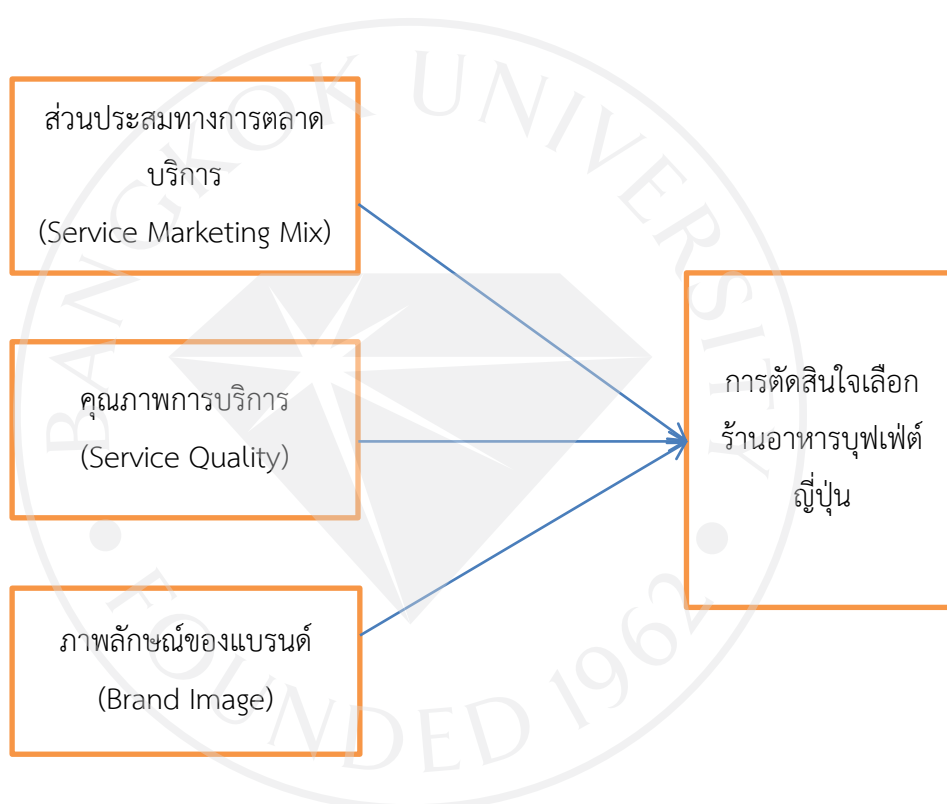 ส่วนประสมทางการตลาด
บริการ
(Service Marketing Mix)
คุณภาพการบริการ
(Service Quality)
ภาพลักษณ์ของแบรนด์
(Brand Image)
การตัดสินใจเลือก
ร้านอาหารบุฟเฟ่ต์
ญี่ปุ่น
BANGKOK UNIVERSITY
FOUNDED 1962